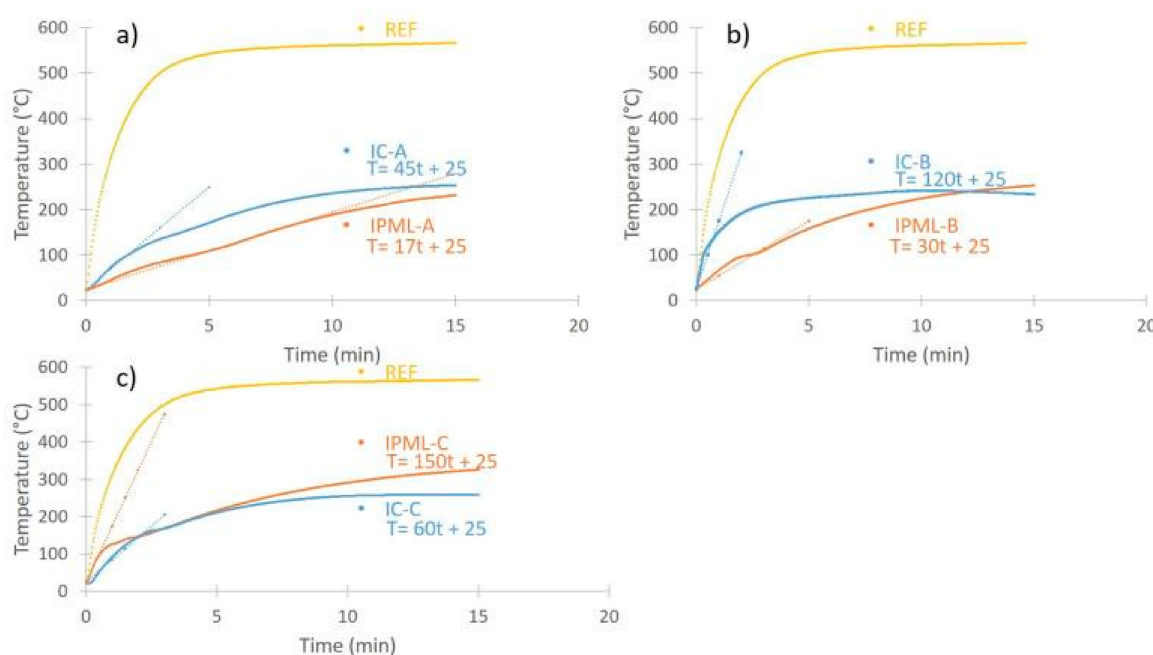 a)
REF
IC-A
T= 45t + 25
IPML-A
T= 17t + 25
Temperature (°C)
600
500
400
300
200
100
0
0 5 10 15 20
Time (min)
b)
REF
IC-B
T= 120t + 25
IPML-B
T= 30t + 25
Temperature (°C)
600
500
400
300
200
100
0
0 5 10 15 20
Time (min)
c)
REF
IPML-C
T= 150t + 25
IC-C
T= 60t + 25
Temperature (°C)
600
500
400
300
200
100
0
0 5 10 15 20
Time (min)